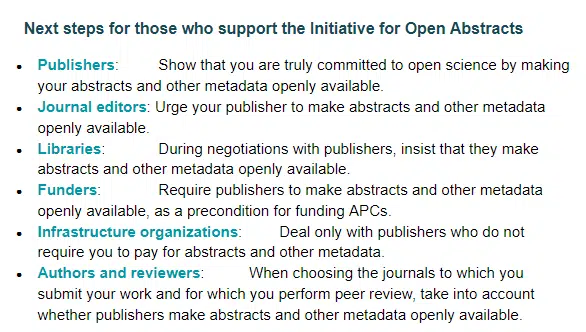 Next steps for those who support the Initiative for Open Abstracts
• Publishers: Show that you are truly committed to open science by making
your abstracts and other metadata openly available.
• Journal editors: Urge your publisher to make abstracts and other metadata
openly available.
• Libraries: During negotiations with publishers, insist that they make
abstracts and other metadata openly available.
• Funders: Require publishers to make abstracts and other metadata
openly available, as a precondition for funding APCs.
• Infrastructure organizations: Deal only with publishers who do not
require you to pay for abstracts and other metadata.
• Authors and reviewers: When choosing the journals to which you
submit your work and for which you perform peer review, take into account
whether publishers make abstracts and other metadata openly available.